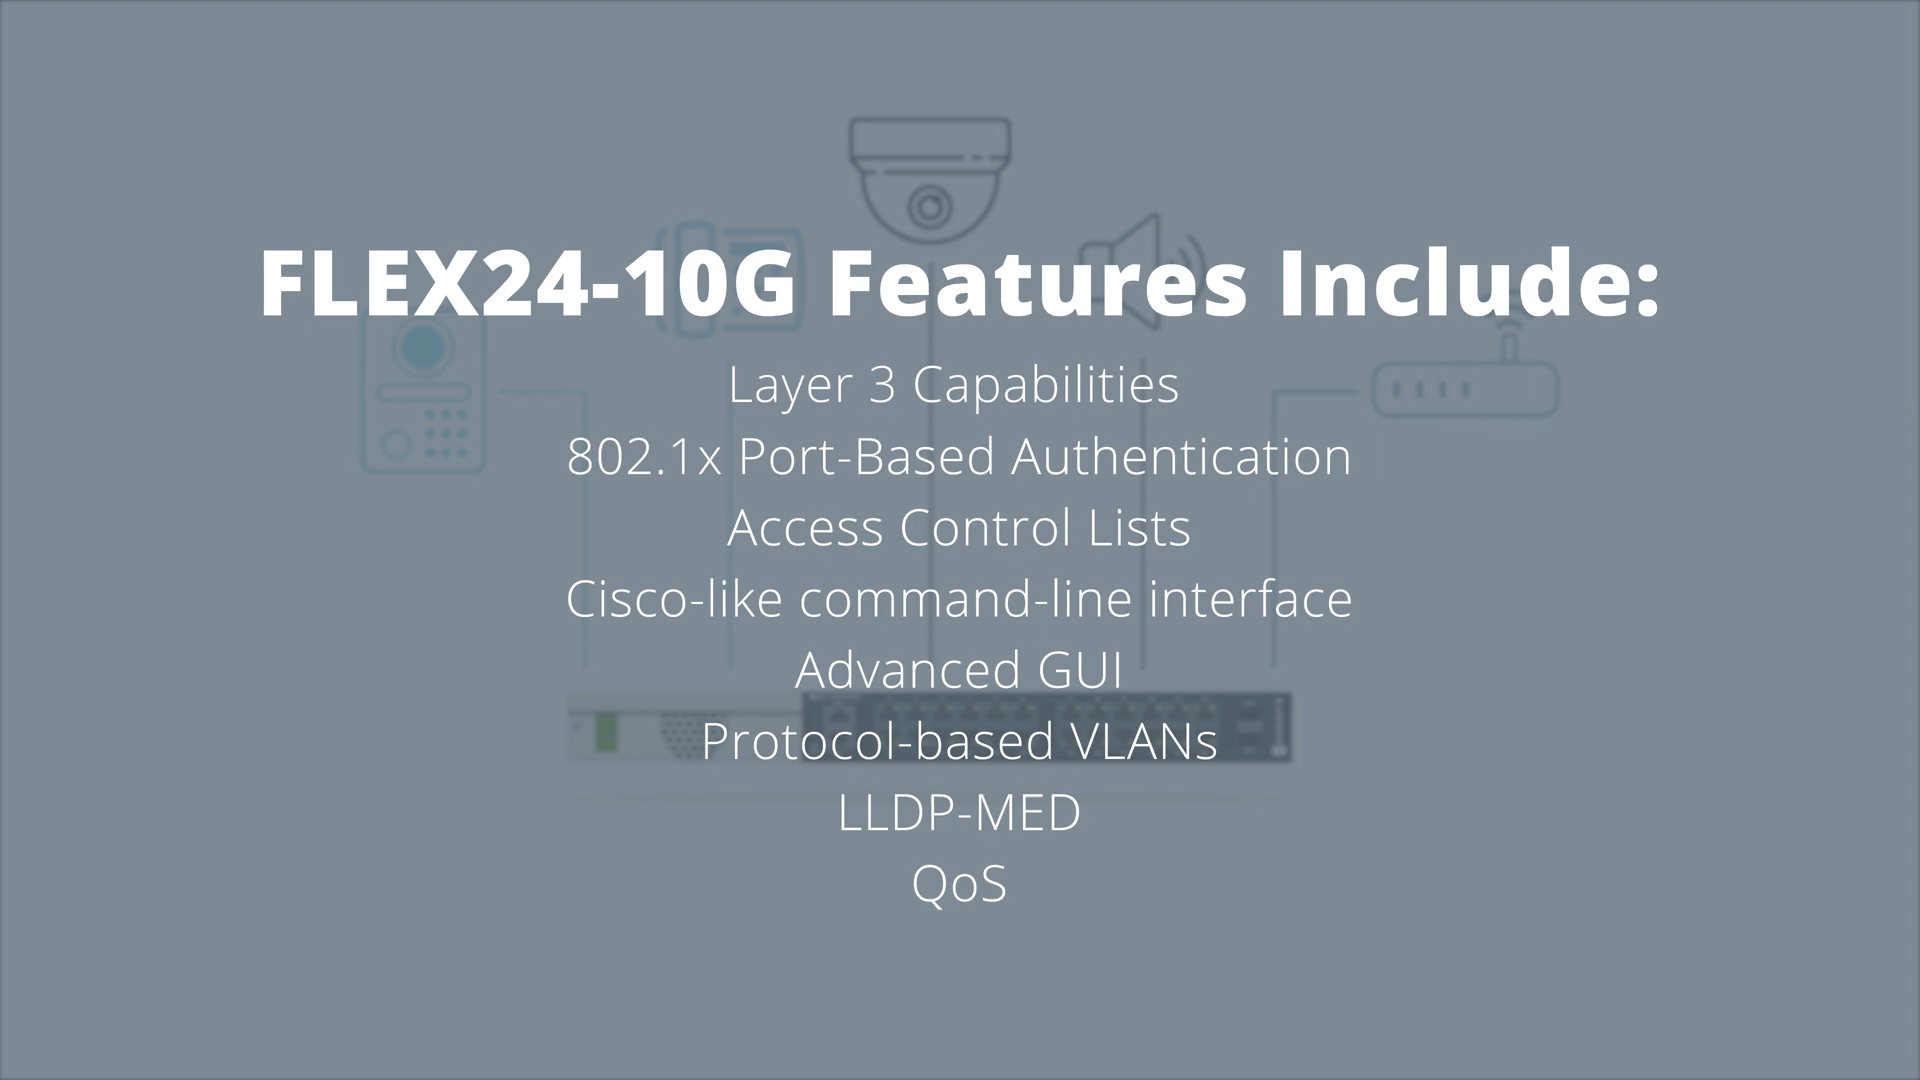 FLEX24-10G Features Include:
Layer 3 Capabilities
802.1x Port-Based Authentication
Access Control Lists
Cisco-like command-line interface
Advanced GUI
Protocol-based VLANs
LLDP-MED
QoS